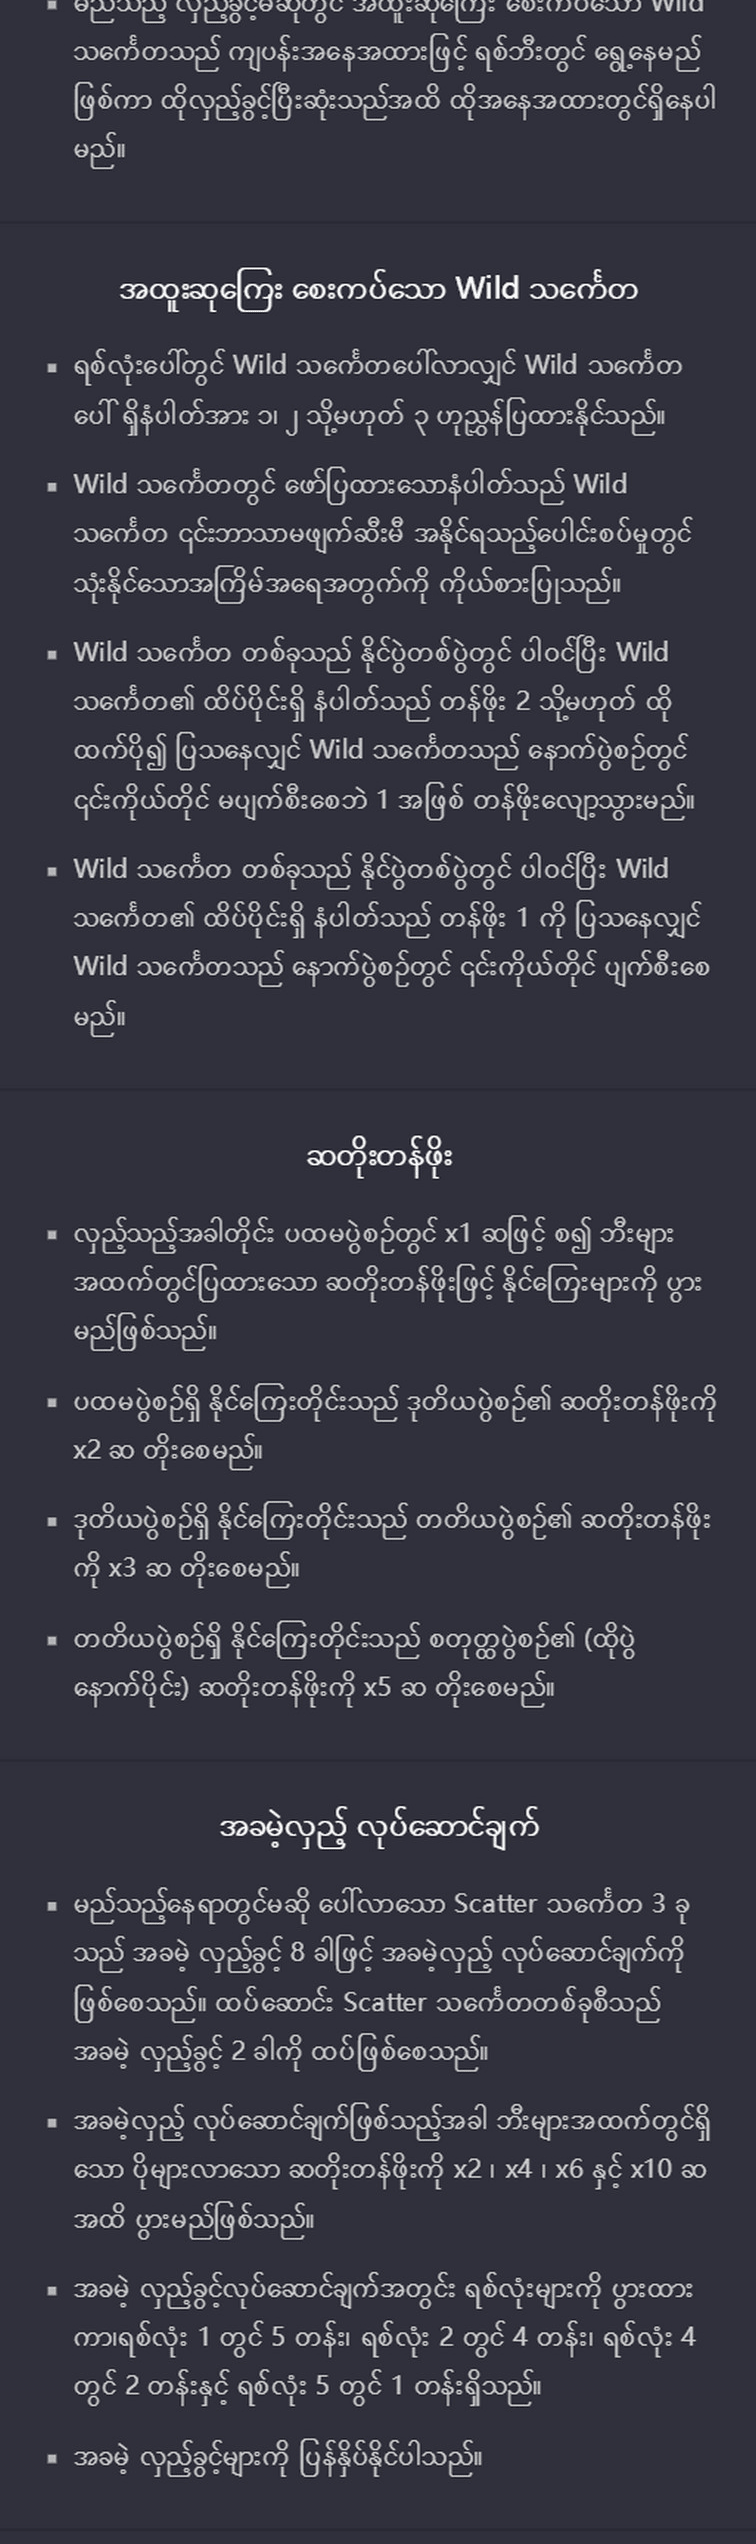 မည်သည့် လှည့်ခွင့်မဆိုတွင် အထူးဆုကြေး စေးကပ်သော Wild
သင်္ကေတသည် ကျပန်းအနေအထားဖြင့် ရစ်ဘီးတွင် ရွေ့နေမည်
ဖြစ်ကာ ထိုလှည့်ခွင့်ပြီးဆုံးသည်အထိ ထိုအနေအထားတွင်ရှိနေပါ
မည်။
အထူးဆုကြေး စေးကပ်သော Wild သင်္ကေတ
ရစ်လုံးပေါ်တွင် Wild သင်္ကေတပေါ်လာလျှင် Wild သင်္ကေတ
ပေါ် ရှိနံပါတ်အား ၁၊ ၂ သို့မဟုတ် ၃ ဟုညွှန်ပြထားနိုင်သည်။
Wild သင်္ကေတတွင် ဖော်ပြထားသောနံပါတ်သည် Wild
သင်္ကေတ ၎င်းဘာသာမဖျက်ဆီးမီ အနိုင်ရသည့်ပေါင်းစပ်မှုတွင်
သုံးနိုင်သောအကြိမ်အရေအတွက်ကို ကိုယ်စားပြုသည်။
Wild သင်္ကေတ တစ်ခုသည် နိုင်ပွဲတစ်ပွဲတွင် ပါဝင်ပြီး Wild
သင်္ကေတ၏ ထိပ်ပိုင်းရှိ နံပါတ်သည် တန်ဖိုး 2 သို့မဟုတ် ထို
ထက်ပို၍ ပြသနေလျှင် Wild သင်္ကေတသည် နောက်ပွဲစဉ်တွင်
၎င်းကိုယ်တိုင် မပျက်စီးစေဘဲ 1 အဖြစ် တန်ဖိုးလျော့သွားမည်။
Wild သင်္ကေတ တစ်ခုသည် နိုင်ပွဲတစ်ပွဲတွင် ပါဝင်ပြီး Wild
သင်္ကေတ၏ ထိပ်ပိုင်းရှိ နံပါတ်သည် တန်ဖိုး 1 ကို ပြသနေလျှင်
Wild သင်္ကေတသည် နောက်ပွဲစဉ်တွင် ၎င်းကိုယ်တိုင် ပျက်စီးစေ
မည်။
ဆတိုးတန်ဖိုး
လှည့်သည့်အခါတိုင်း ပထမပွဲစဉ်တွင် x1 ဆဖြင့် စ၍ ဘီးများ
အထက်တွင်ပြထားသော ဆတိုးတန်ဖိုးဖြင့် နိုင်ကြေးများကို ပွား
မည်ဖြစ်သည်။
ပထမပွဲစဉ်ရှိ နိုင်ကြေးတိုင်းသည် ဒုတိယပွဲစဉ်၏ ဆတိုးတန်ဖိုးကို
x2 ဆ တိုးစေမည်။
ဒုတိယပွဲစဉ်ရှိ နိုင်ကြေးတိုင်းသည် တတိယပွဲစဉ်၏ ဆတိုးတန်ဖိုး
ကို x3 ဆ တိုးစေမည်။
တတိယပွဲစဉ်ရှိ နိုင်ကြေးတိုင်းသည် စတုတ္ထပွဲစဉ်၏ (ထိုပွဲ
နောက်ပိုင်း) ဆတိုးတန်ဖိုးကို x5 ဆ တိုးစေမည်။
အခမဲ့လှည့် လုပ်ဆောင်ချက်
မည်သည့်နေရာတွင်မဆို ပေါ်လာသော Scatter သင်္ကေတ 3 ခု
သည် အခမဲ့ လှည့်ခွင့် 8 ခါဖြင့် အခမဲ့လှည့် လုပ်ဆောင်ချက်ကို
ဖြစ်စေသည်။ ထပ်ဆောင်း Scatter သင်္ကေတတစ်ခုစီသည်
အခမဲ့ လှည့်ခွင့် 2 ခါကို ထပ်ဖြစ်စေသည်။
အခမဲ့လှည့် လုပ်ဆောင်ချက်ဖြစ်သည့်အခါ ဘီးများအထက်တွင်ရှိ
သော ပိုများလာသော ဆတိုးတန်ဖိုးကို x2 ၊ x4 ၊ x6 နှင့် x10 ဆ
အထိ ပွားမည်ဖြစ်သည်။
အခမဲ့ လှည့်ခွင့်လုပ်ဆောင်ချက်အတွင်း ရစ်လုံးများကို ပွားထား
ကာ၊ရစ်လုံး 1 တွင် 5 တန်း၊ ရစ်လုံး 2 တွင် 4 တန်း၊ ရစ်လုံး 4
တွင် 2 တန်းနှင့် ရစ်လုံး 5 တွင် 1 တန်းရှိသည်။
အခမဲ့ လှည့်ခွင့်များကို ပြန်နှိပ်နိုင်ပါသည်။